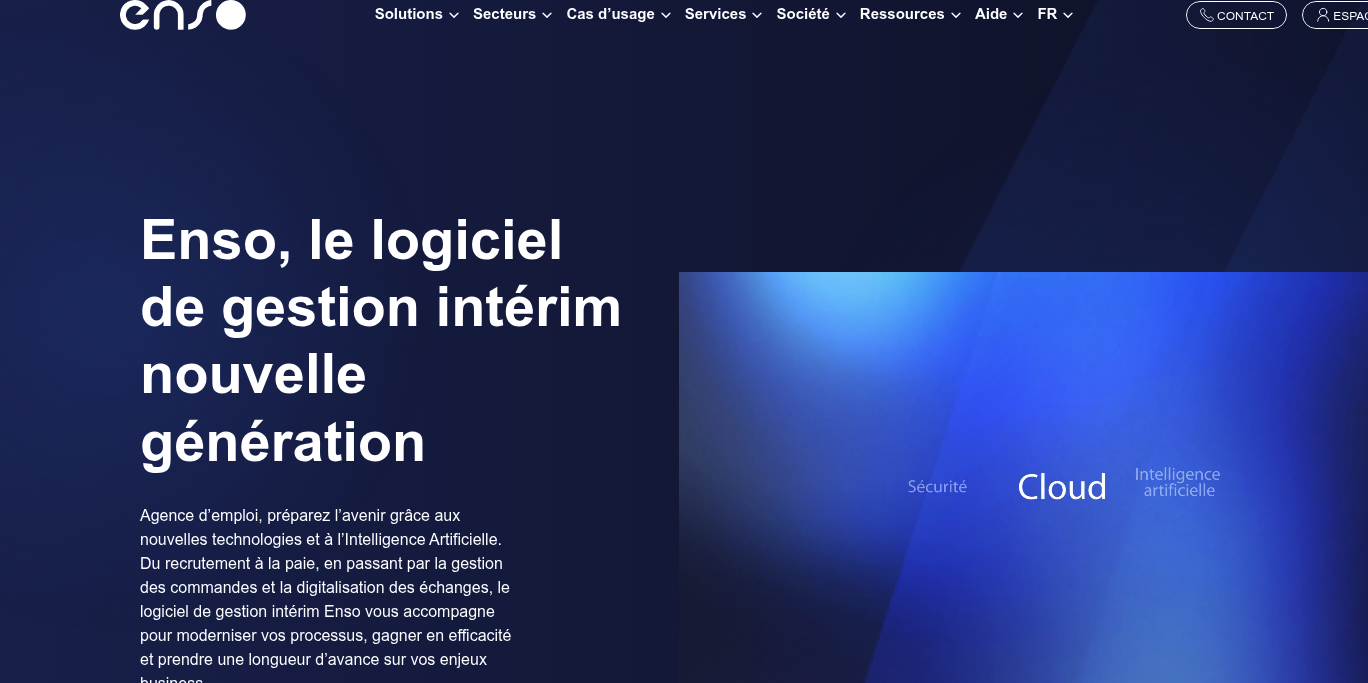 enso
Solutions Secteurs Cas d’usage Services Société Ressources Aide FR
CONTACT
Enso, le logiciel
de gestion intérim
nouvelle
génération
Sécurité
Cloud
Intelligence
artificielle
Agence d’emploi, préparez l’avenir grâce aux
nouvelles technologies et à l’Intelligence Artificielle.
Du recrutement à la paie, en passant par la gestion
des commandes et la digitalisation des échanges, le
logiciel de gestion intérim Enso vous accompagne
pour moderniser vos processus, gagner en efficacité
et prendre une longueur d’avance sur vos enjeux